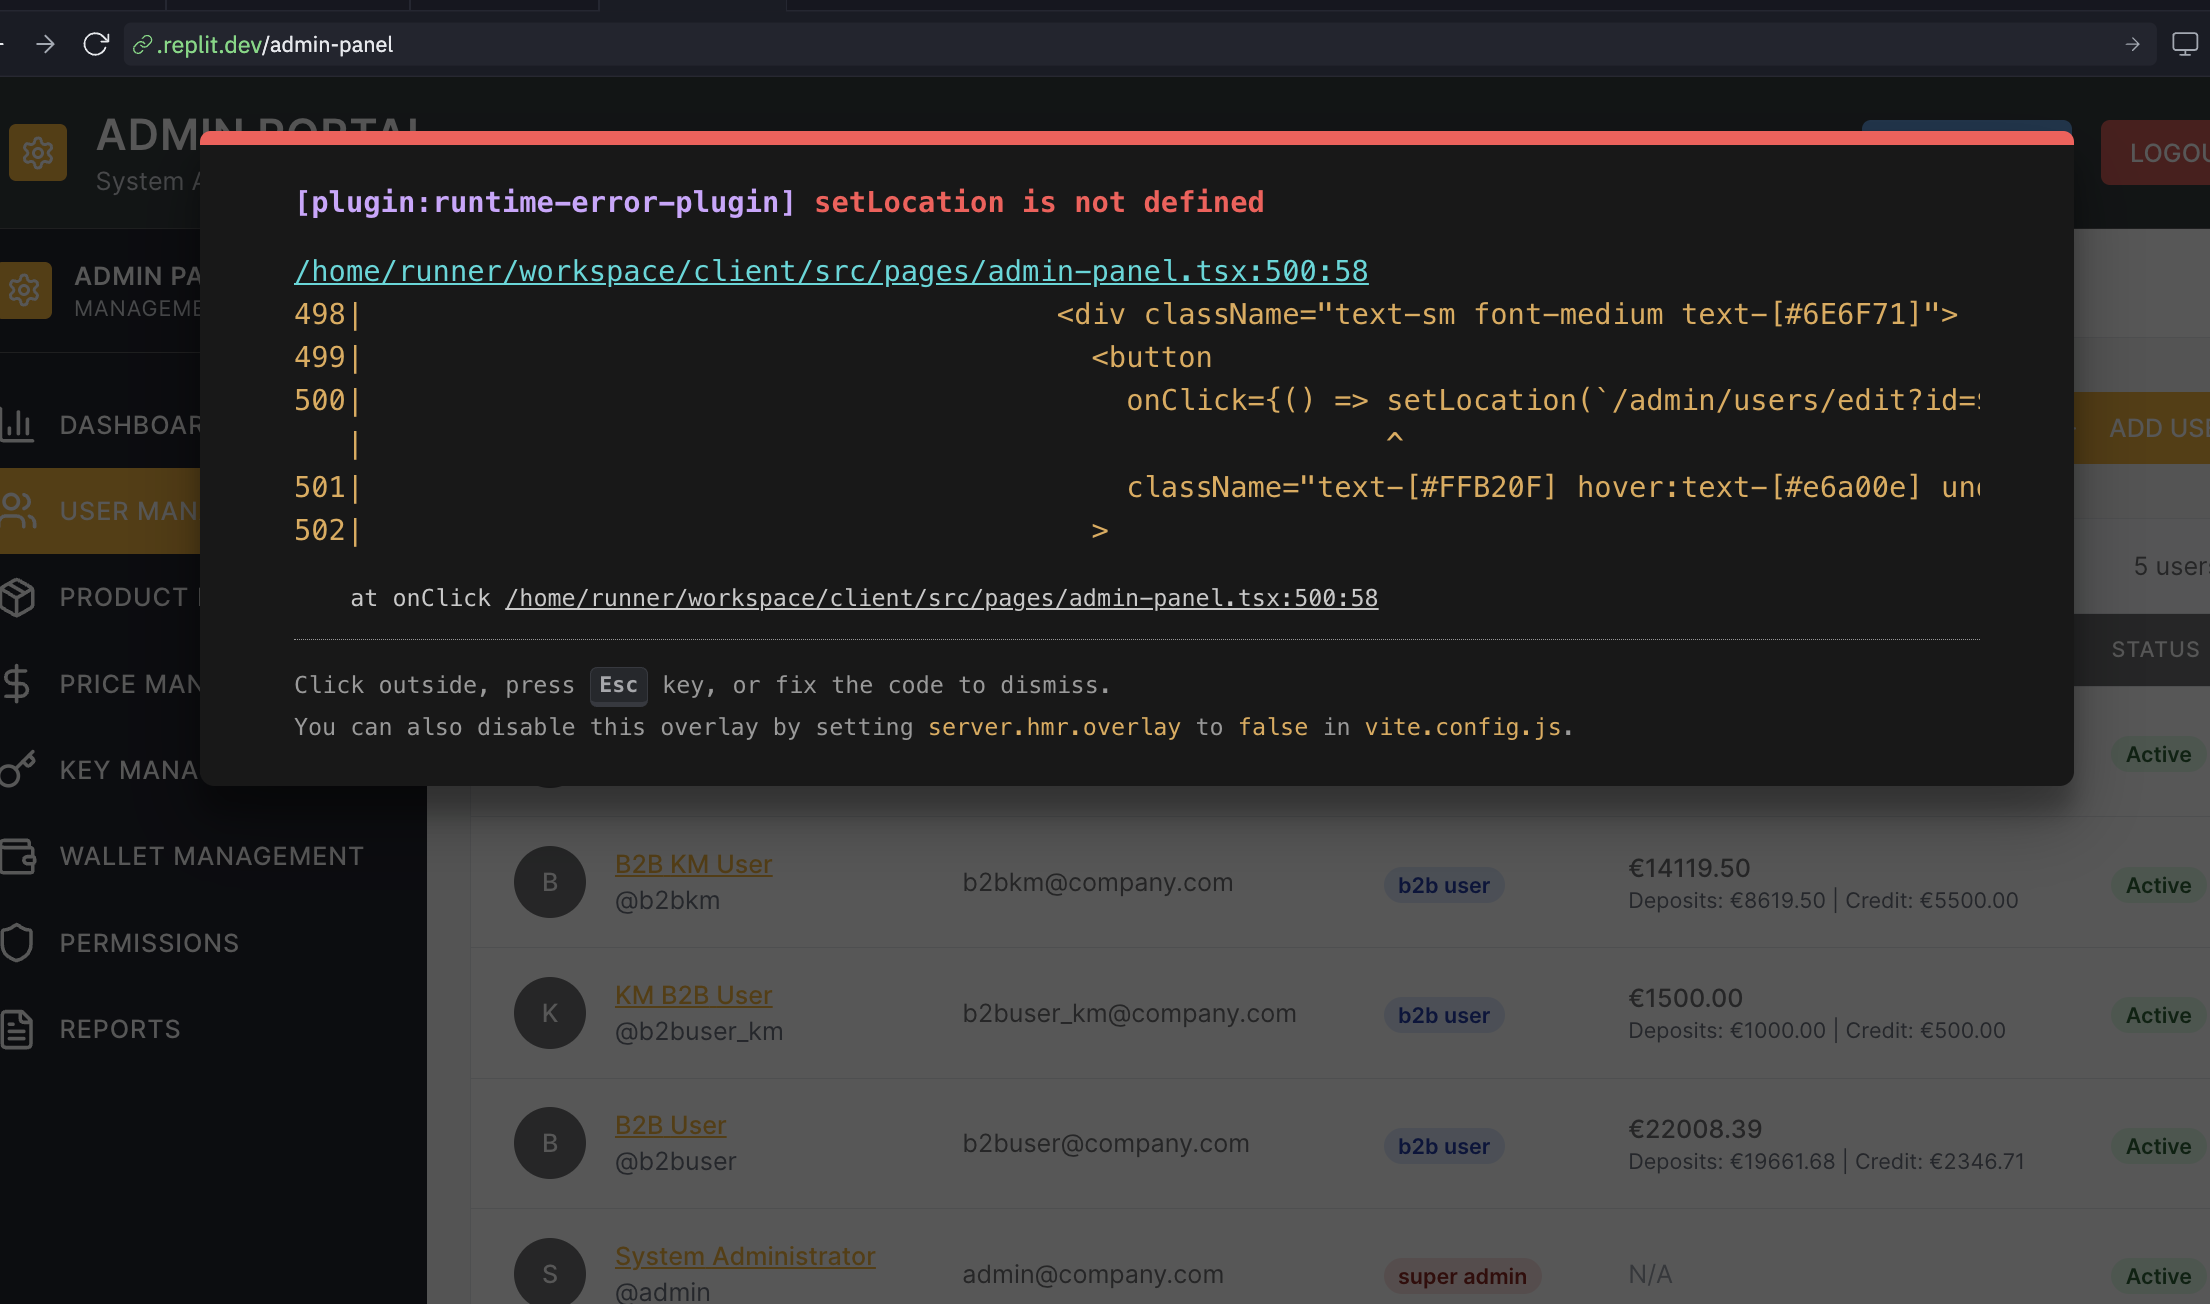 .replit.dev/admin-panel
ADMIN PORTAL
System
LOGOU
[plugin:runtime-error-plugin] setLocation is not defined
/home/runner/workspace/client/src/pages/admin-panel.tsx:500:58
498| <div className="text-sm font-medium text-[#6E6F71]">
499| <button
500| onClick={() => setLocation(`/admin/users/edit?id=
| ^
501| className="text-[#FFB20F] hover:text-[#e6a00e] und
502| >
at onClick /home/runner/workspace/client/src/pages/admin-panel.tsx:500:58
Click outside, press Esc key, or fix the code to dismiss.
You can also disable this overlay by setting server.hmr.overlay to false in vite.config.js.
ADMIN PA
MANAGEME
DASHBOAR
USER MAN
PRODUCT
PRICE MAN
KEY MANA
WALLET MANAGEMENT
PERMISSIONS
REPORTS
ADD USE
5 users
STATUS
Active
B
B2B KM User
@b2bkm
b2bkm@company.com
b2b user
€14119.50
Deposits: €8619.50 | Credit: €5500.00
Active
K
KM B2B User
@b2buser_km
b2buser_km@company.com
b2b user
€1500.00
Deposits: €1000.00 | Credit: €500.00
Active
B
B2B User
@b2buser
b2buser@company.com
b2b user
€22008.39
Deposits: €19661.68 | Credit: €2346.71
Active
S
System Administrator
@admin
admin@company.com
super admin
N/A
Active